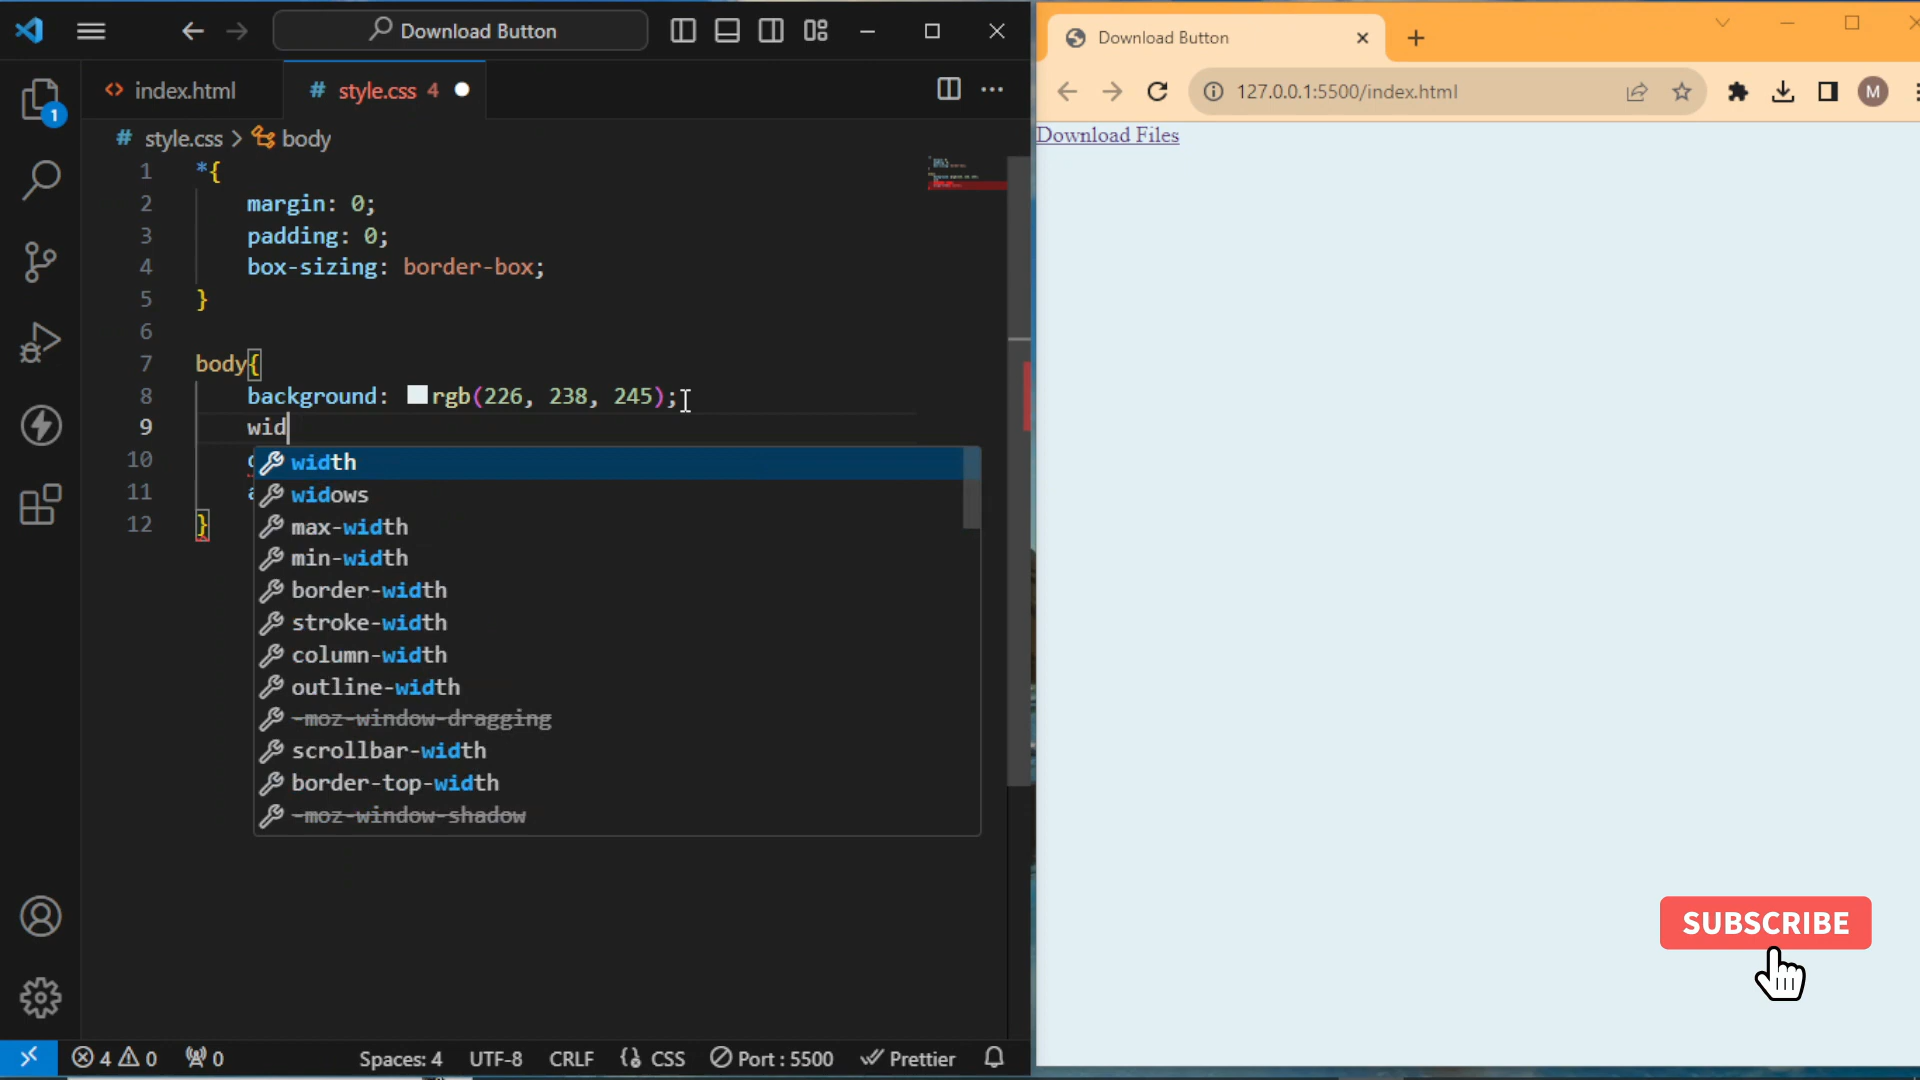 Download Button
index.html
# style.css 4
# style.css > body
1 *{
2 margin: 0;
3 padding: 0;
4 box-sizing: border-box;
5 }
6
7 body{
8 background: rgb(226, 238, 245);
9 wid
10
11
12 }
width
widows
max-width
min-width
border-width
stroke-width
column-width
outline-width
-moz-window-dragging
scrollbar-width
border-top-width
-moz-window-shadow
1
4 0 0 Spaces: 4 UTF-8 CRLF CSS Port : 5500 Prettier
Download Button
127.0.0.1:5500/index.html
M
Download Files
SUBSCRIBE